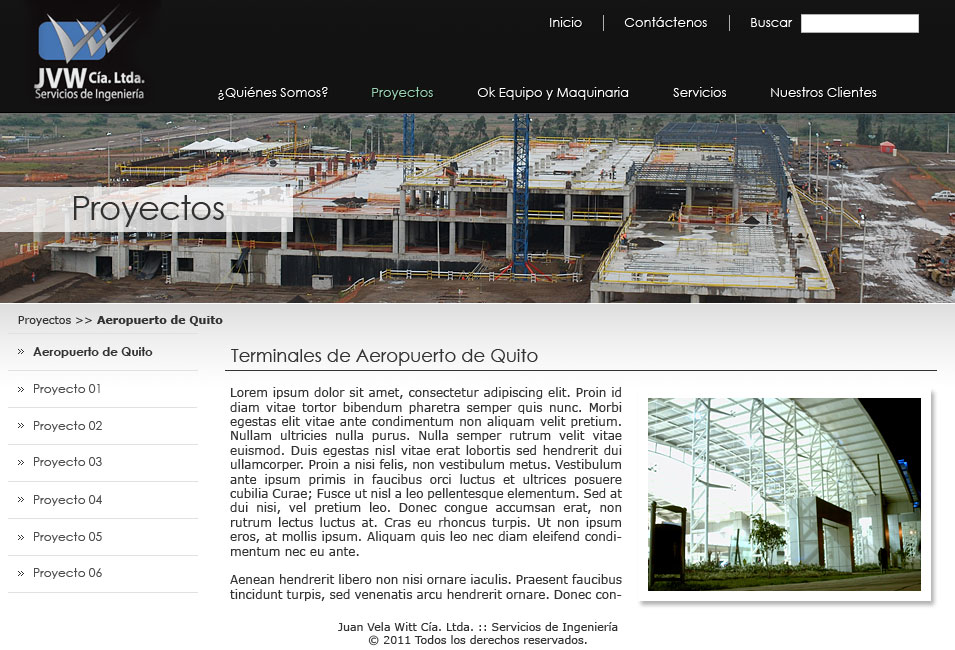 JVW Cía. Ltda.
Servicios de Ingeniería
Inicio
Contáctenos
Buscar
¿Quiénes Somos?
Proyectos
Ok Equipo y Maquinaria
Servicios
Nuestros Clientes
Proyectos
Proyectos >> Aeropuerto de Quito
» Aeropuerto de Quito
» Proyecto 01
» Proyecto 02
» Proyecto 03
» Proyecto 04
» Proyecto 05
» Proyecto 06
Terminales de Aeropuerto de Quito
Lorem ipsum dolor sit amet, consectetur adipiscing elit. Proin id
diam vitae tortor bibendum pharetra semper quis nunc. Morbi
egestas elit vitae ante condimentum non aliquam velit pretium.
Nullam ultricies nulla purus. Nulla semper rutrum velit vitae
euismod. Duis egestas nisl vitae erat lobortis sed hendrerit dui
ullamcorper. Proin a nisi felis, non vestibulum metus. Vestibulum
ante ipsum primis in faucibus orci luctus et ultrices posuere
cubilia Curae; Fusce ut nisl a leo pellentesque elementum. Sed at
dui nisi, vel pretium leo. Donec congue accumsan erat, non
rutrum lectus luctus at. Cras eu rhoncus turpis. Ut non ipsum
eros, at mollis ipsum. Aliquam quis leo nec diam eleifend condi-
mentum nec eu ante.
Aenean hendrerit libero non nisi ornare iaculis. Praesent faucibus
tincidunt turpis, sed venenatis arcu hendrerit ornare. Donec con-
Juan Vela Witt Cía. Ltda. :: Servicios de Ingeniería
© 2011 Todos los derechos reservados.